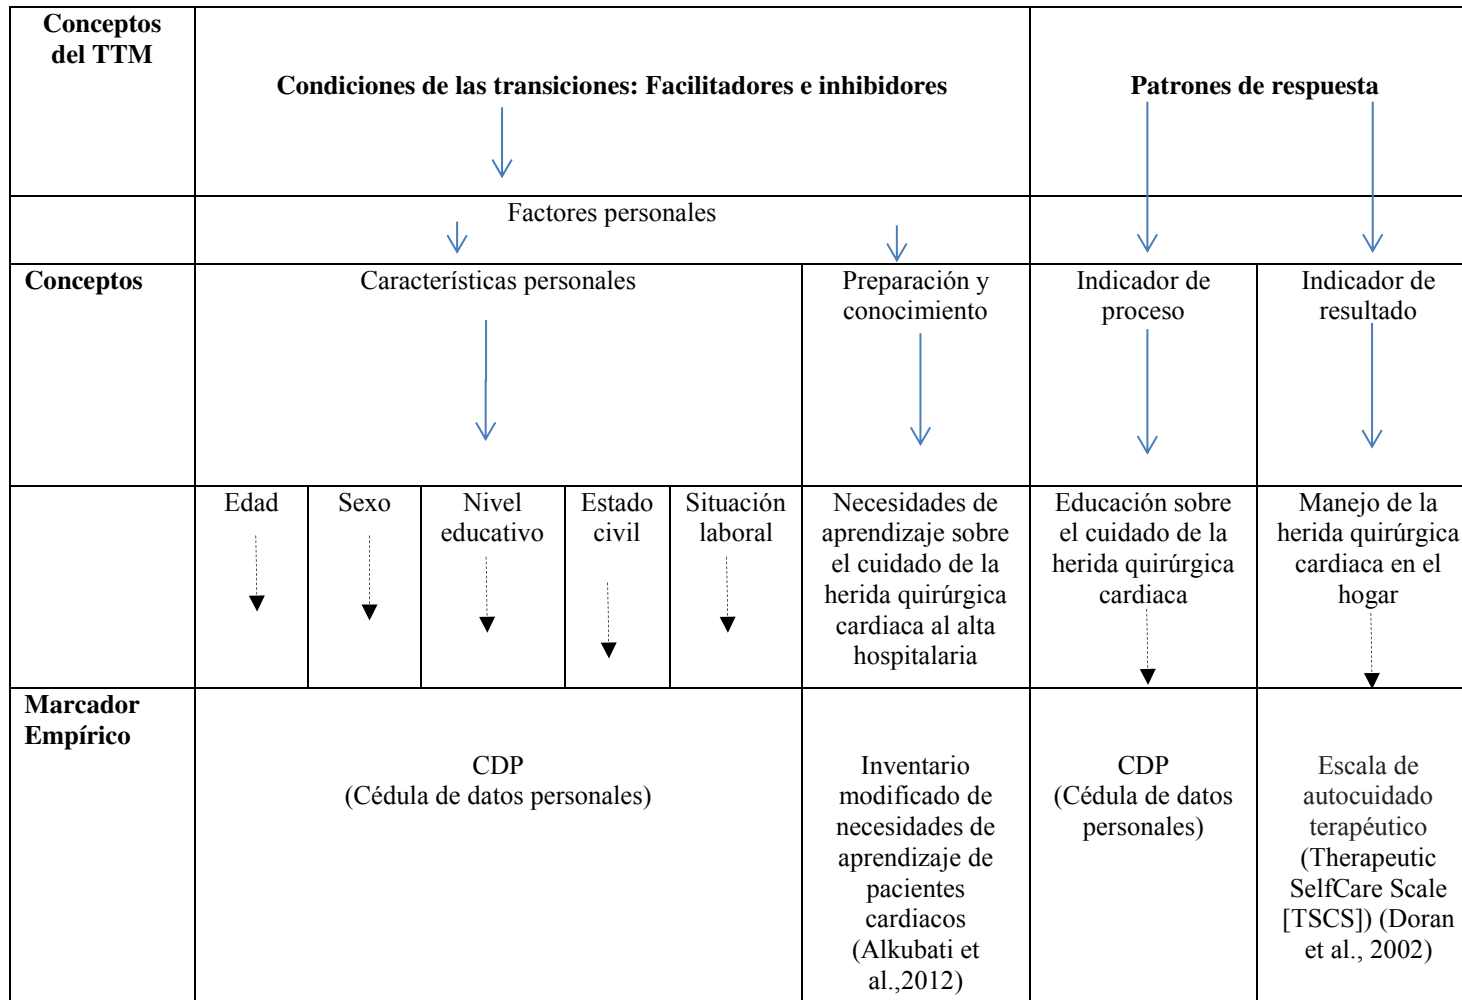 Conceptos
del TTM
Condiciones de las transiciones: Facilitadores e inhibidores
Patrones de respuesta
Factores personales
Conceptos
Características personales
Preparación y
conocimiento
Indicador de
proceso
Indicador de
resultado
Edad
Sexo
Nivel
educativo
Estado
civil
Situación
laboral
Necesidades de
aprendizaje sobre
el cuidado de la
herida quirúrgica
cardiaca al alta
hospitalaria
Educación sobre
el cuidado de la
herida quirúrgica
cardiaca
Manejo de la
herida quirúrgica
cardiaca en el
hogar
Marcador
Empírico
CDP
(Cédula de datos personales)
Inventario
modificado de
necesidades de
aprendizaje de
pacientes
cardiacos
(Alkubati et
al.,2012)
CDP
(Cédula de datos
personales)
Escala de
autocuidado
terapéutico
(Therapeutic
SelfCare Scale
[TSCS]) (Doran
et al., 2002)